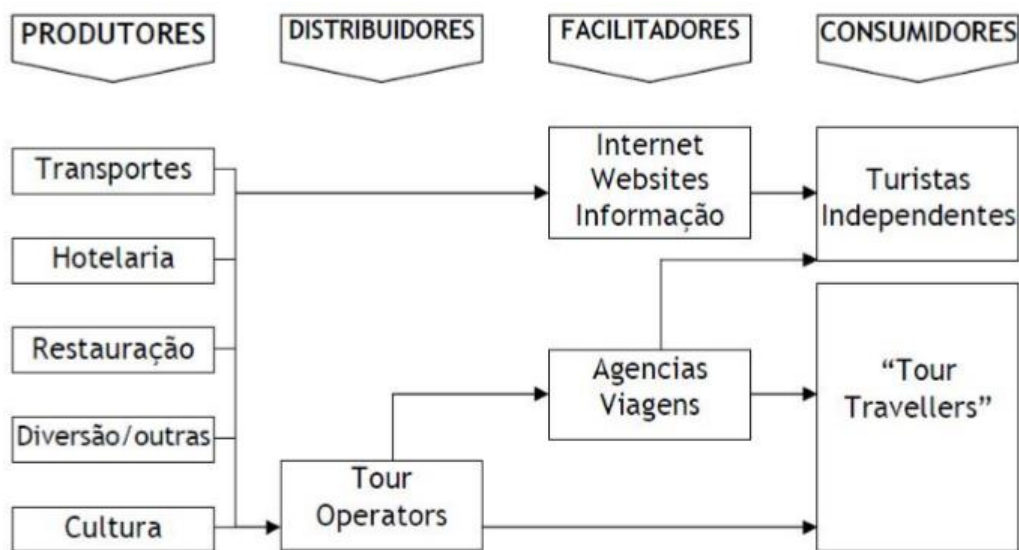 PRODUTORES
DISTRIBUIDORES
FACILITADORES
CONSUMIDORES
Transportes
Hotelaria
Restauração
Diversão/outras
Cultura
Tour
Operators
Internet
Websites
Informação
Agencias
Viagens
Turistas
Independentes
“Tour
Travellers”